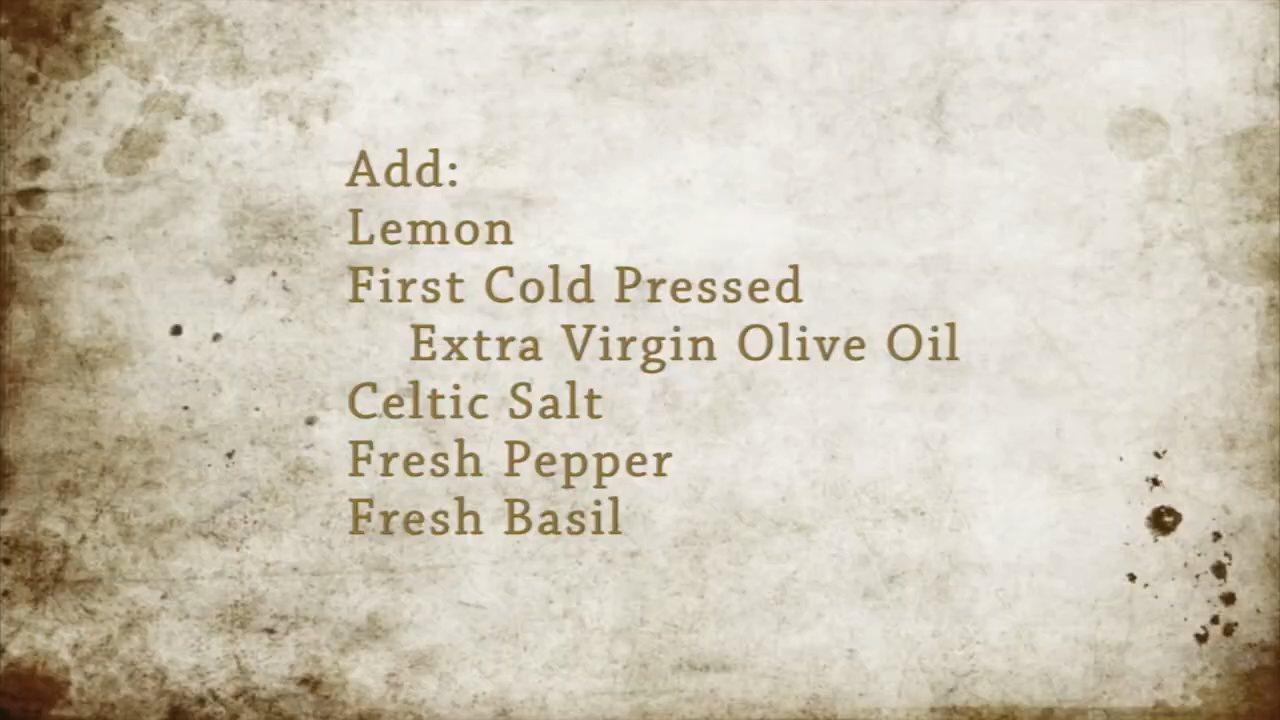 Add:
Lemon
First Cold Pressed
Extra Virgin Olive Oil
Celtic Salt
Fresh Pepper
Fresh Basil